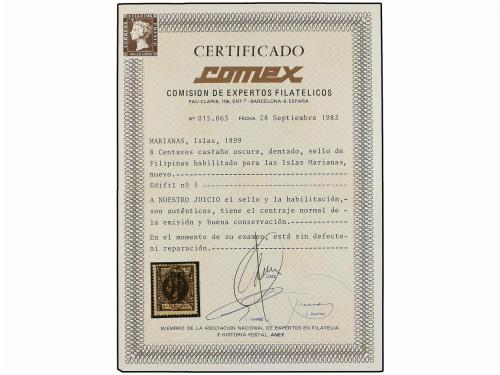 CERTIFICADO
comex
COMISION DE EXPERTOS FILATELICOS
PAU CLARIS, 106, ENT.º - BARCELONA-9. ESPAÑA
Nº 015.063 FECHA 28 Septiembre 1983
MARIANAS, Islas, 1899
8 Centavos castaño oscuro, dentado, sello de
Filipinas habilitado para las Islas Marianas,
nuevo.
Edifil nº 3
A NUESTRO JUICIO el sello y la habilitación,-
son auténticos, tiene el centraje normal de -
la emisión y buena conservación.
En el momento de su examen, está sin defecto-
ni reparación.
MIEMBRO DE LA ASOCIACION NACIONAL DE EXPERTOS EN FILATELIA
E HISTORIA POSTAL. ANEF.